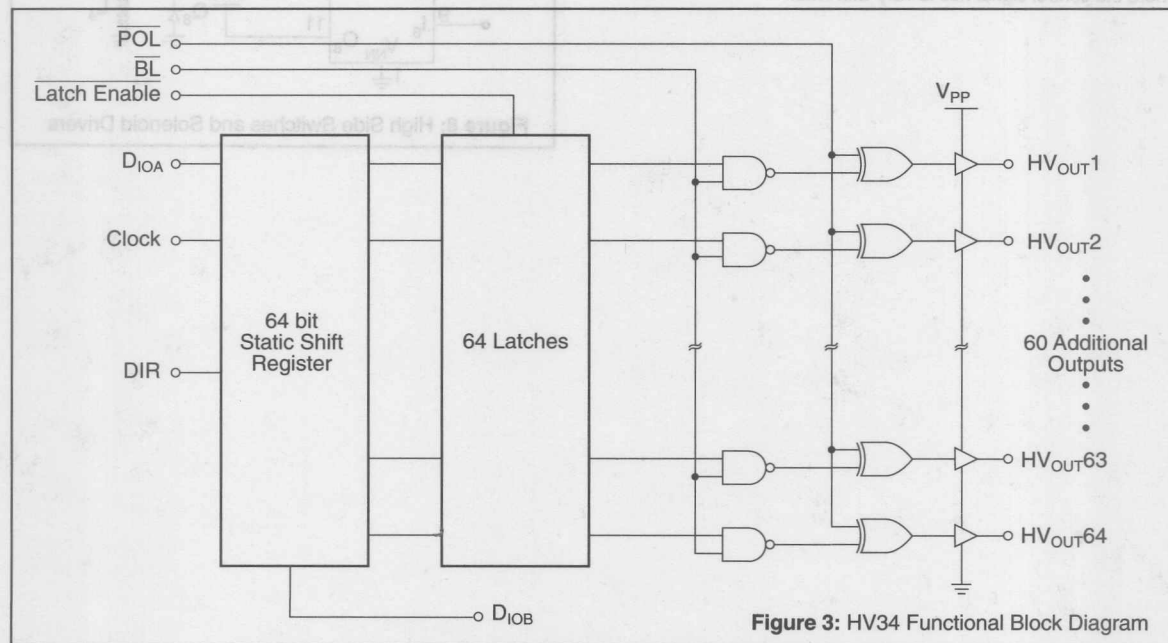 POL
BL
Latch Enable
D_IOA
Clock
DIR
64 bit
Static Shift
Register
64 Latches
V_PP
HV_OUT1
HV_OUT2
60 Additional
Outputs
HV_OUT63
HV_OUT64
D_IOB
Figure 3: HV34 Functional Block Diagram
Figure 8: High Side Switches and Solenoid Drivers
11